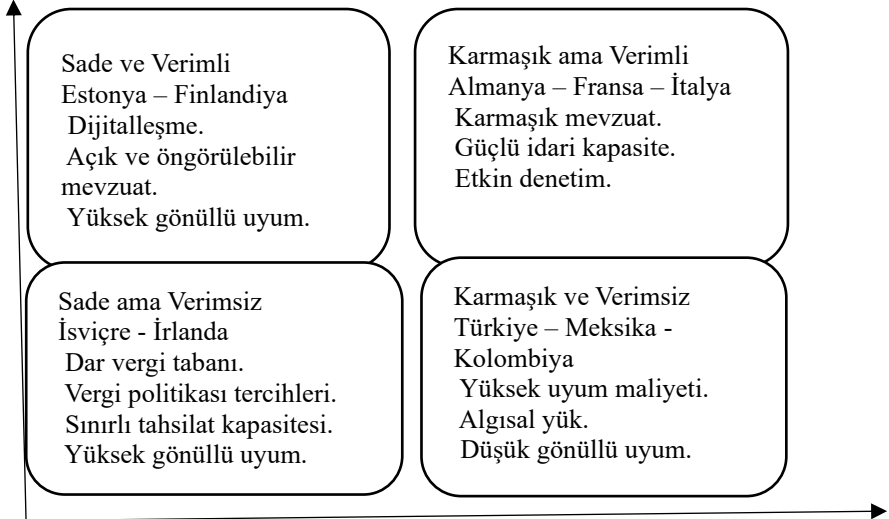 Sade ve Verimli
Estonya – Finlandiya
Dijitalleşme.
Açık ve öngörülebilir
mevzuat.
Yüksek gönüllü uyum.
Karmaşık ama Verimli
Almanya – Fransa – İtalya
Karmaşık mevzuat.
Güçlü idari kapasite.
Etkin denetim.
Sade ama Verimsiz
İsviçre - İrlanda
Dar vergi tabanı.
Vergi politikası tercihleri.
Sınırlı tahsilat kapasitesi.
Yüksek gönüllü uyum.
Karmaşık ve Verimsiz
Türkiye – Meksika -
Kolombiya
Yüksek uyum maliyeti.
Algısal yük.
Düşük gönüllü uyum.